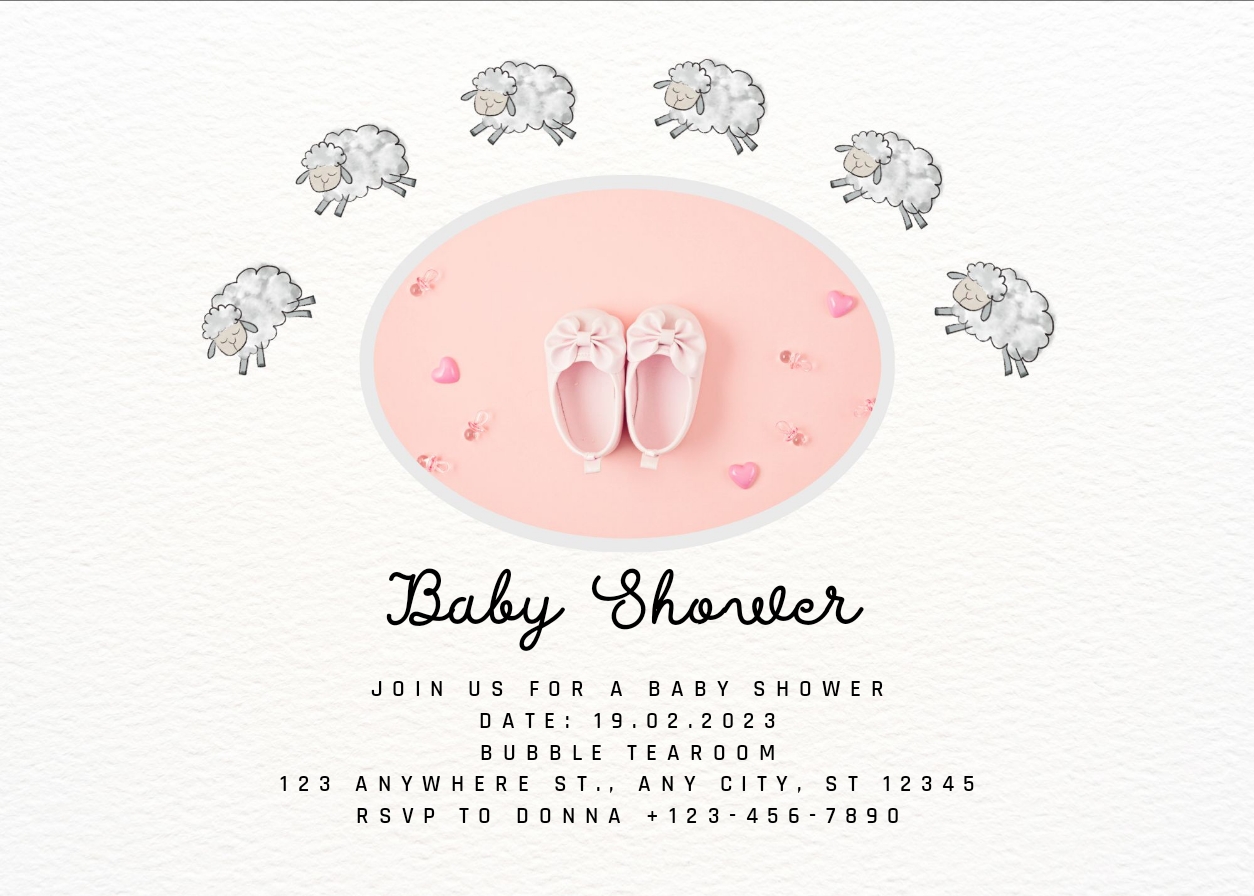 Baby Shower
JOIN US FOR A BABY SHOWER
DATE: 19.02.2023
BUBBLE TEAROOM
123 ANYWHERE ST., ANY CITY, ST 12345
RSVP TO DONNA +123-456-7890